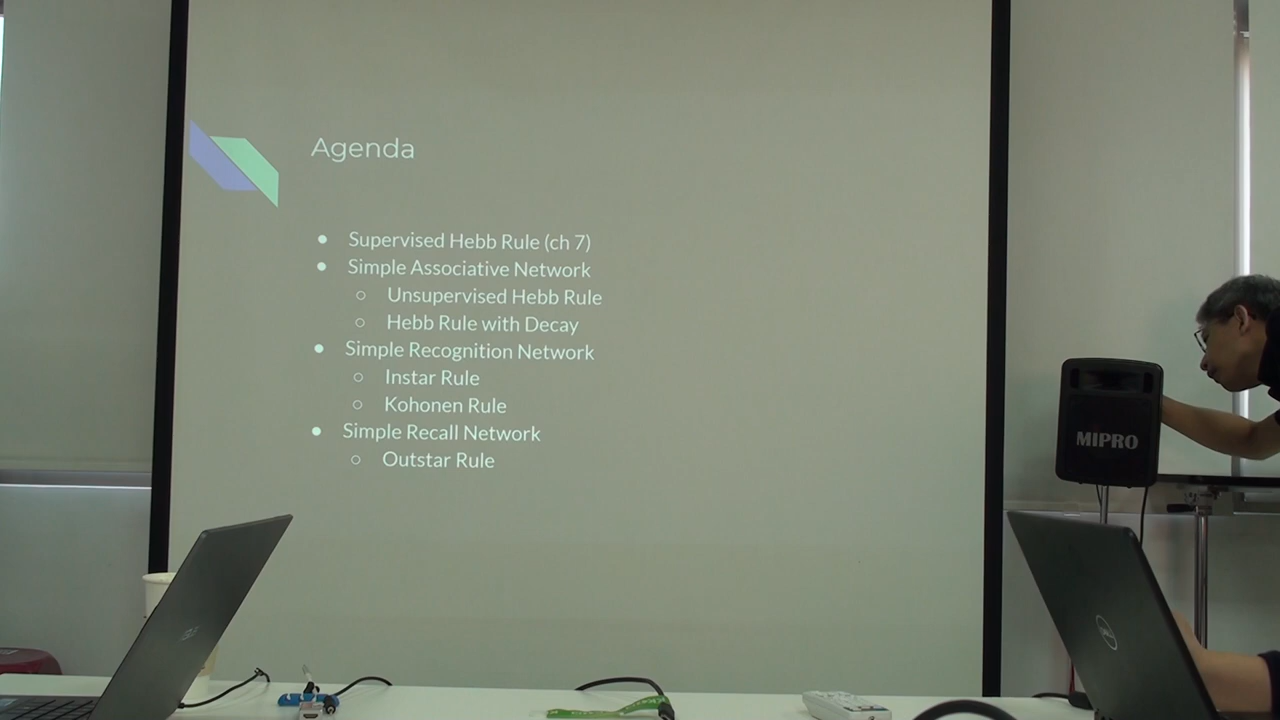 Agenda
Supervised Hebb Rule (ch 7)
Simple Associative Network
Unsupervised Hebb Rule
Hebb Rule with Decay
Simple Recognition Network
Instar Rule
Kohonen Rule
Simple Recall Network
Outstar Rule
MIPRO
DELL